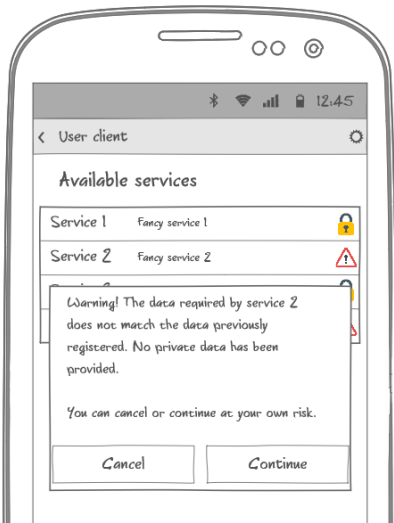 12:45
User client
Available services
Service 1 Fancy service 1
Service 2 Fancy service 2
Warning! The data required by service 2
does not match the data previously
registered. No private data has been
provided.
You can cancel or continue at your own risk.
Cancel Continue